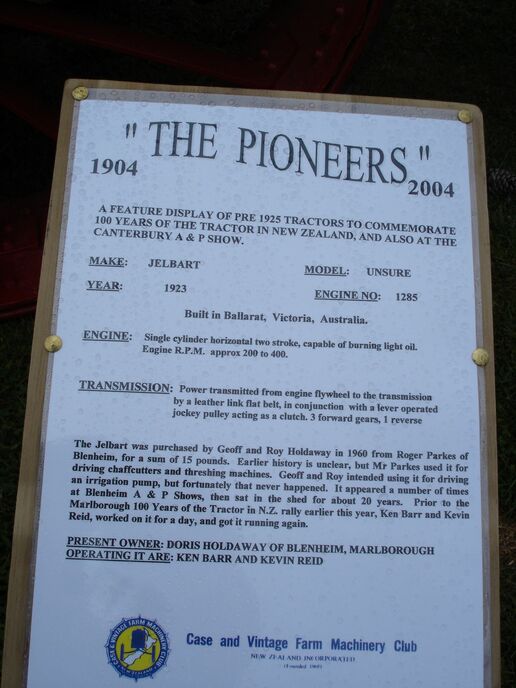 " THE PIONEERS "
1904 2004
A FEATURE DISPLAY OF PRE 1925 TRACTORS TO COMMEMORATE
100 YEARS OF THE TRACTOR IN NEW ZEALAND, AND ALSO AT THE
CANTERBURY A & P SHOW.
MAKE: JELBART MODEL: UNSURE
YEAR: 1923 ENGINE NO: 1285
Built in Ballarat, Victoria, Australia.
ENGINE: Single cylinder horizontal two stroke, capable of burning light oil.
Engine R.P.M. approx 200 to 400.
TRANSMISSION: Power transmitted from engine flywheel to the transmission
by a leather link flat belt, in conjunction with a lever operated
jockey pulley acting as a clutch. 3 forward gears, 1 reverse
The Jelbart was purchased by Geoff and Roy Holdaway in 1960 from Roger Parkes of
Blenheim, for a sum of 15 pounds. Earlier history is unclear, but Mr Parkes used it for
driving chaffcutters and threshing machines. Geoff and Roy intended using it for driving
an irrigation pump, but fortunately that never happened. It appeared a number of times
at Blenheim A & P Shows, then sat in the shed for about 20 years. Prior to the
Marlborough 100 Years of the Tractor in N.Z. rally earlier this year, Ken Barr and Kevin
Reid, worked on it for a day, and got it running again.
PRESENT OWNER: DORIS HOLDAWAY OF BLENHEIM, MARLBOROUGH
OPERATING IT ARE: KEN BARR AND KEVIN REID
CASE & VINTAGE FARM MACHINERY CLUB
Case and Vintage Farm Machinery Club
NEW ZEALAND INCORPORATED